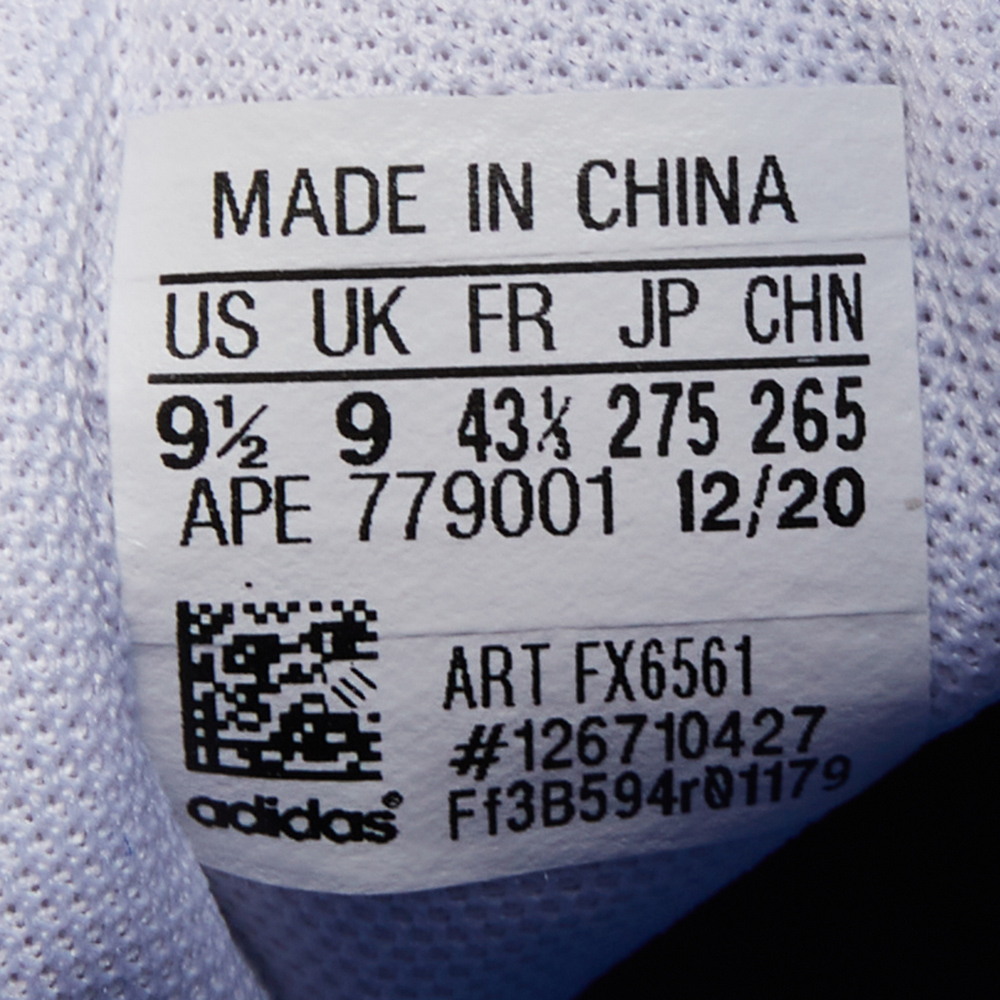 MADE IN CHINA
US UK FR JP CHN
9½ 9 43⅓ 275 265
APE 779001 12/20
ART FX6561
#126710427
Ff3B594r01179
adidas®